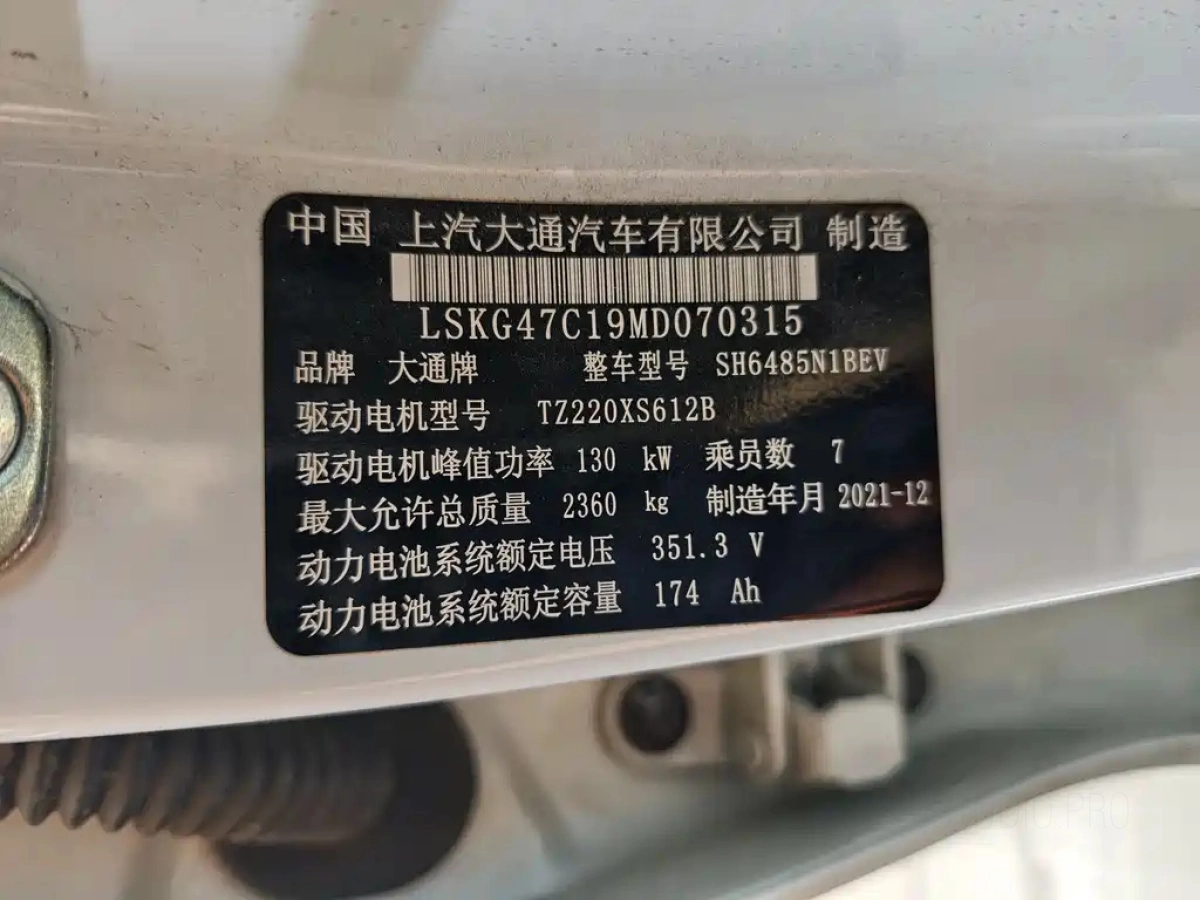 中国 上汽大通汽车有限公司 制造
LSKG47C19MD070315
品牌 大通牌 整车型号 SH6485N1BEV
驱动电机型号 TZ220XS612B
驱动电机峰值功率 130 kW 乘员数 7
最大允许总质量 2360 kg 制造年月 2021-12
动力电池系统额定电压 351.3 V
动力电池系统额定容量 174 Ah
PRO